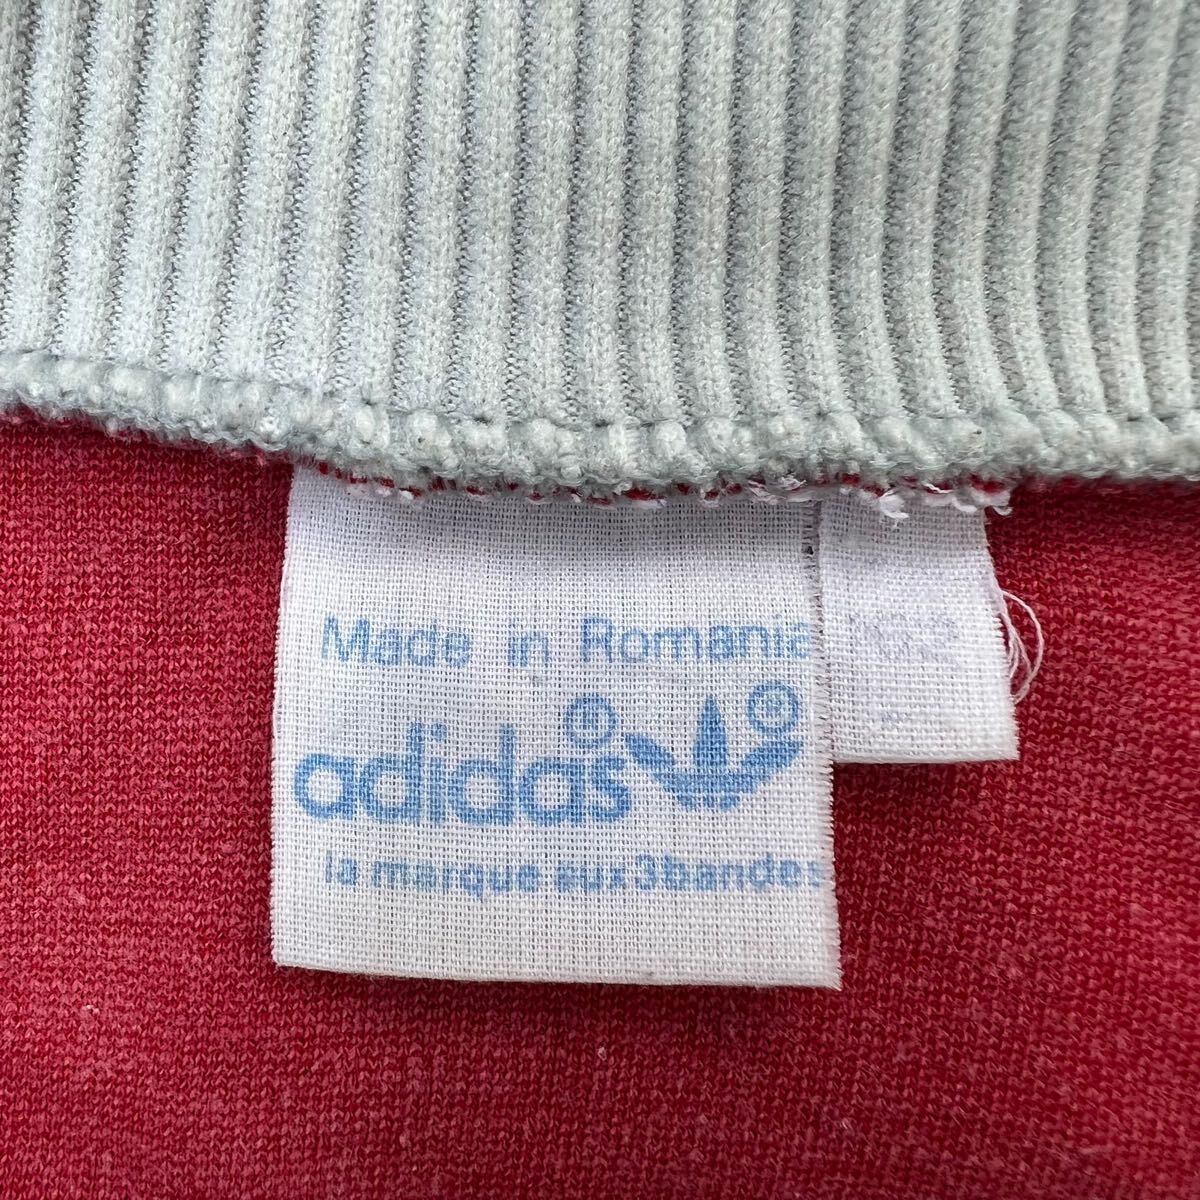 Made in Romania
adidas®
®
la marque aux 3 bandes